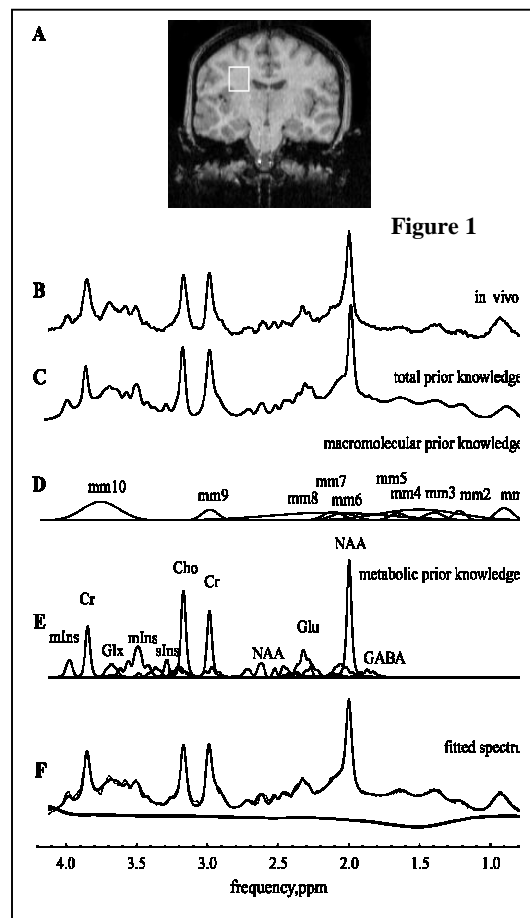 A
Figure 1
B
in vivo
C
total prior knowledge
macromolecular prior knowledge
D
mm10
mm9
mm8
mm7
mm6
mm5
mm4
mm3
mm2
mm
NAA
metabolic prior knowledge
Cho
Cr
Cr
E
mIns
Glx
mIns
sIns
NAA
Glu
GABA
fitted spectru
F
4.0 3.5 3.0 2.5 2.0 1.5 1.0
frequency,ppm